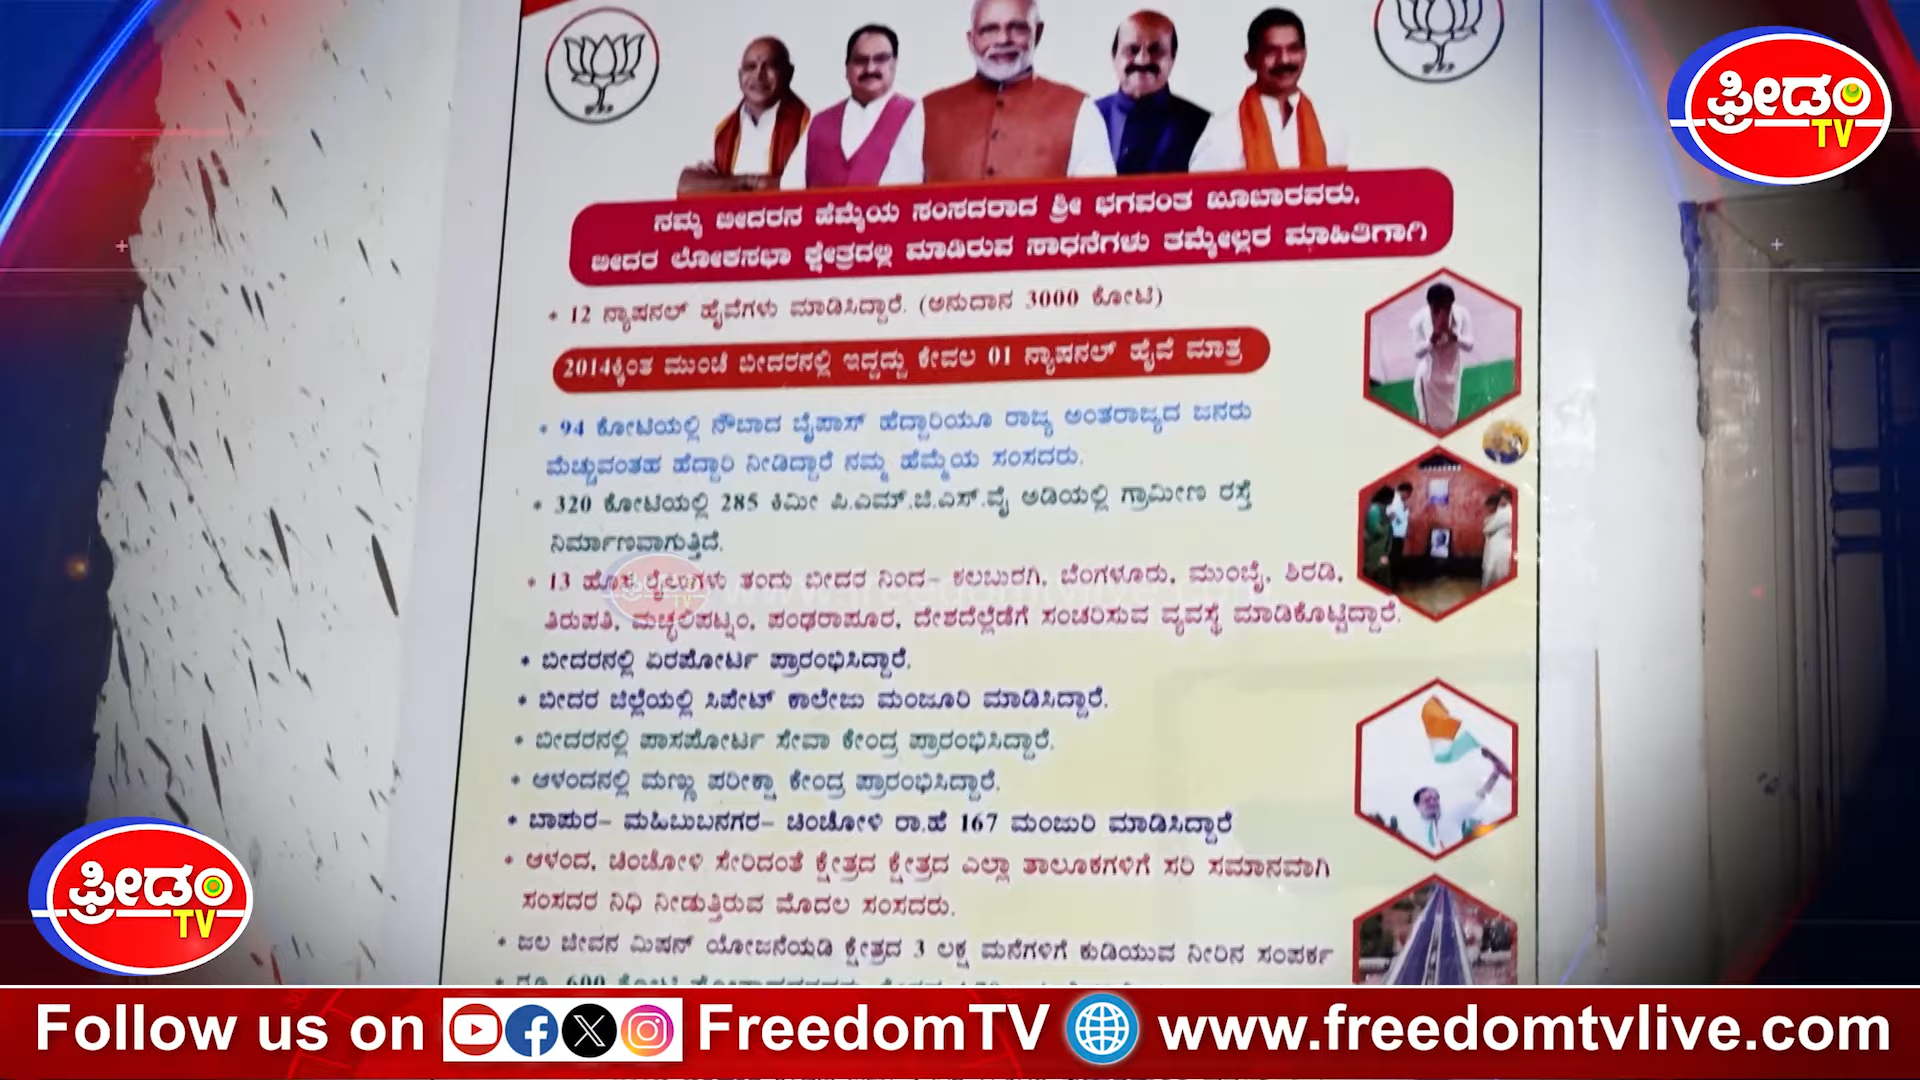 ಫ್ರೀಡಂ
TV
ನಮ್ಮ ಬೀದರನ ಹೆಮ್ಮೆಯ ಸಂಸದರಾದ ಶ್ರೀ ಭಗವಂತ ಖೂಬಾರವರು.
ಬೀದರ ಲೋಕಸಭಾ ಕ್ಷೇತ್ರದಲ್ಲಿ ಮಾಡಿರುವ ಸಾಧನೆಗಳು ತಮ್ಮೆಲ್ಲರ ಮಾಹಿತಿಗಾಗಿ
• 12 ನ್ಯಾಷನಲ್ ಹೈವೆಗಳು ಮಾಡಿಸಿದ್ದಾರೆ. (ಅನುದಾನ 3000 ಕೋಟಿ)
2014ಕ್ಕಿಂತ ಮುಂಚೆ ಬೀದರನಲ್ಲಿ ಇದ್ದದ್ದು ಕೇವಲ 01 ನ್ಯಾಷನಲ್ ಹೈವೆ ಮಾತ್ರ
• 94 ಕೋಟಿಯಲ್ಲಿ ನೌಬಾದ ಬೈಪಾಸ್ ಹೆದ್ದಾರಿಯೂ ರಾಜ್ಯ ಅಂತರಾಜ್ಯದ ಜನರು
ಮೆಚ್ಚುವಂತಹ ಹೆದ್ದಾರಿ ನೀಡಿದ್ದಾರೆ ನಮ್ಮ ಹೆಮ್ಮೆಯ ಸಂಸದರು.
• 320 ಕೋಟಿಯಲ್ಲಿ 285 ಕಿಮೀ ಪಿ.ಎಮ್.ಜಿ.ಎಸ್.ವೈ ಅಡಿಯಲ್ಲಿ ಗ್ರಾಮೀಣ ರಸ್ತೆ
ನಿರ್ಮಾಣವಾಗುತ್ತಿದೆ.
• 13 ಹೊಸ ರೈಲುಗಳು ತಂದು ಬೀದರ ನಿಂದ- ಕಲಬುರಗಿ, ಬೆಂಗಳೂರು, ಮುಂಬೈ, ಶಿರಡಿ,
ತಿರುಪತಿ, ಮಚ್ಛಲಿಪಟ್ನಂ, ಪಂಢರಾಪೂರ, ದೇಶದೆಲ್ಲೆಡೆಗೆ ಸಂಚರಿಸುವ ವ್ಯವಸ್ಥೆ ಮಾಡಿಕೊಟ್ಟಿದ್ದಾರೆ.
• ಬೀದರನಲ್ಲಿ ಏರಪೋರ್ಟ ಪ್ರಾರಂಭಿಸಿದ್ದಾರೆ.
• ಬೀದರ ಜಿಲ್ಲೆಯಲ್ಲಿ ಸಿಪೇಟ್ ಕಾಲೇಜು ಮಂಜೂರಿ ಮಾಡಿಸಿದ್ದಾರೆ.
• ಬೀದರನಲ್ಲಿ ಪಾಸಪೋರ್ಟ ಸೇವಾ ಕೇಂದ್ರ ಪ್ರಾರಂಭಿಸಿದ್ದಾರೆ.
• ಆಳಂದನಲ್ಲಿ ಮಣ್ಣು ಪರೀಕ್ಷಾ ಕೇಂದ್ರ ಪ್ರಾರಂಭಿಸಿದ್ದಾರೆ.
• ಬಾಪುರ- ಮಹಿಬುಬನಗರ- ಚಿಂಚೋಳಿ ರಾ.ಹೆ 167 ಮಂಜುರಿ ಮಾಡಿಸಿದ್ದಾರೆ
• ಆಳಂದ, ಚಿಂಚೋಳಿ ಸೇರಿದಂತೆ ಕ್ಷೇತ್ರದ ಕ್ಷೇತ್ರದ ಎಲ್ಲಾ ತಾಲೂಕಗಳಿಗೆ ಸರಿ ಸಮಾನವಾಗಿ
ಸಂಸದರ ನಿಧಿ ನೀಡುತ್ತಿರುವ ಮೊದಲ ಸಂಸದರು.
• ಜಲ ಜೀವನ ಮಿಷನ್ ಯೋಜನೆಯಡಿ ಕ್ಷೇತ್ರದ 3 ಲಕ್ಷ ಮನೆಗಳಿಗೆ ಕುಡಿಯುವ ನೀರಿನ ಸಂಪರ್ಕ
ಫ್ರೀಡಂ
TV
www.freedomtvlive.com
Follow us on FreedomTV www.freedomtvlive.com